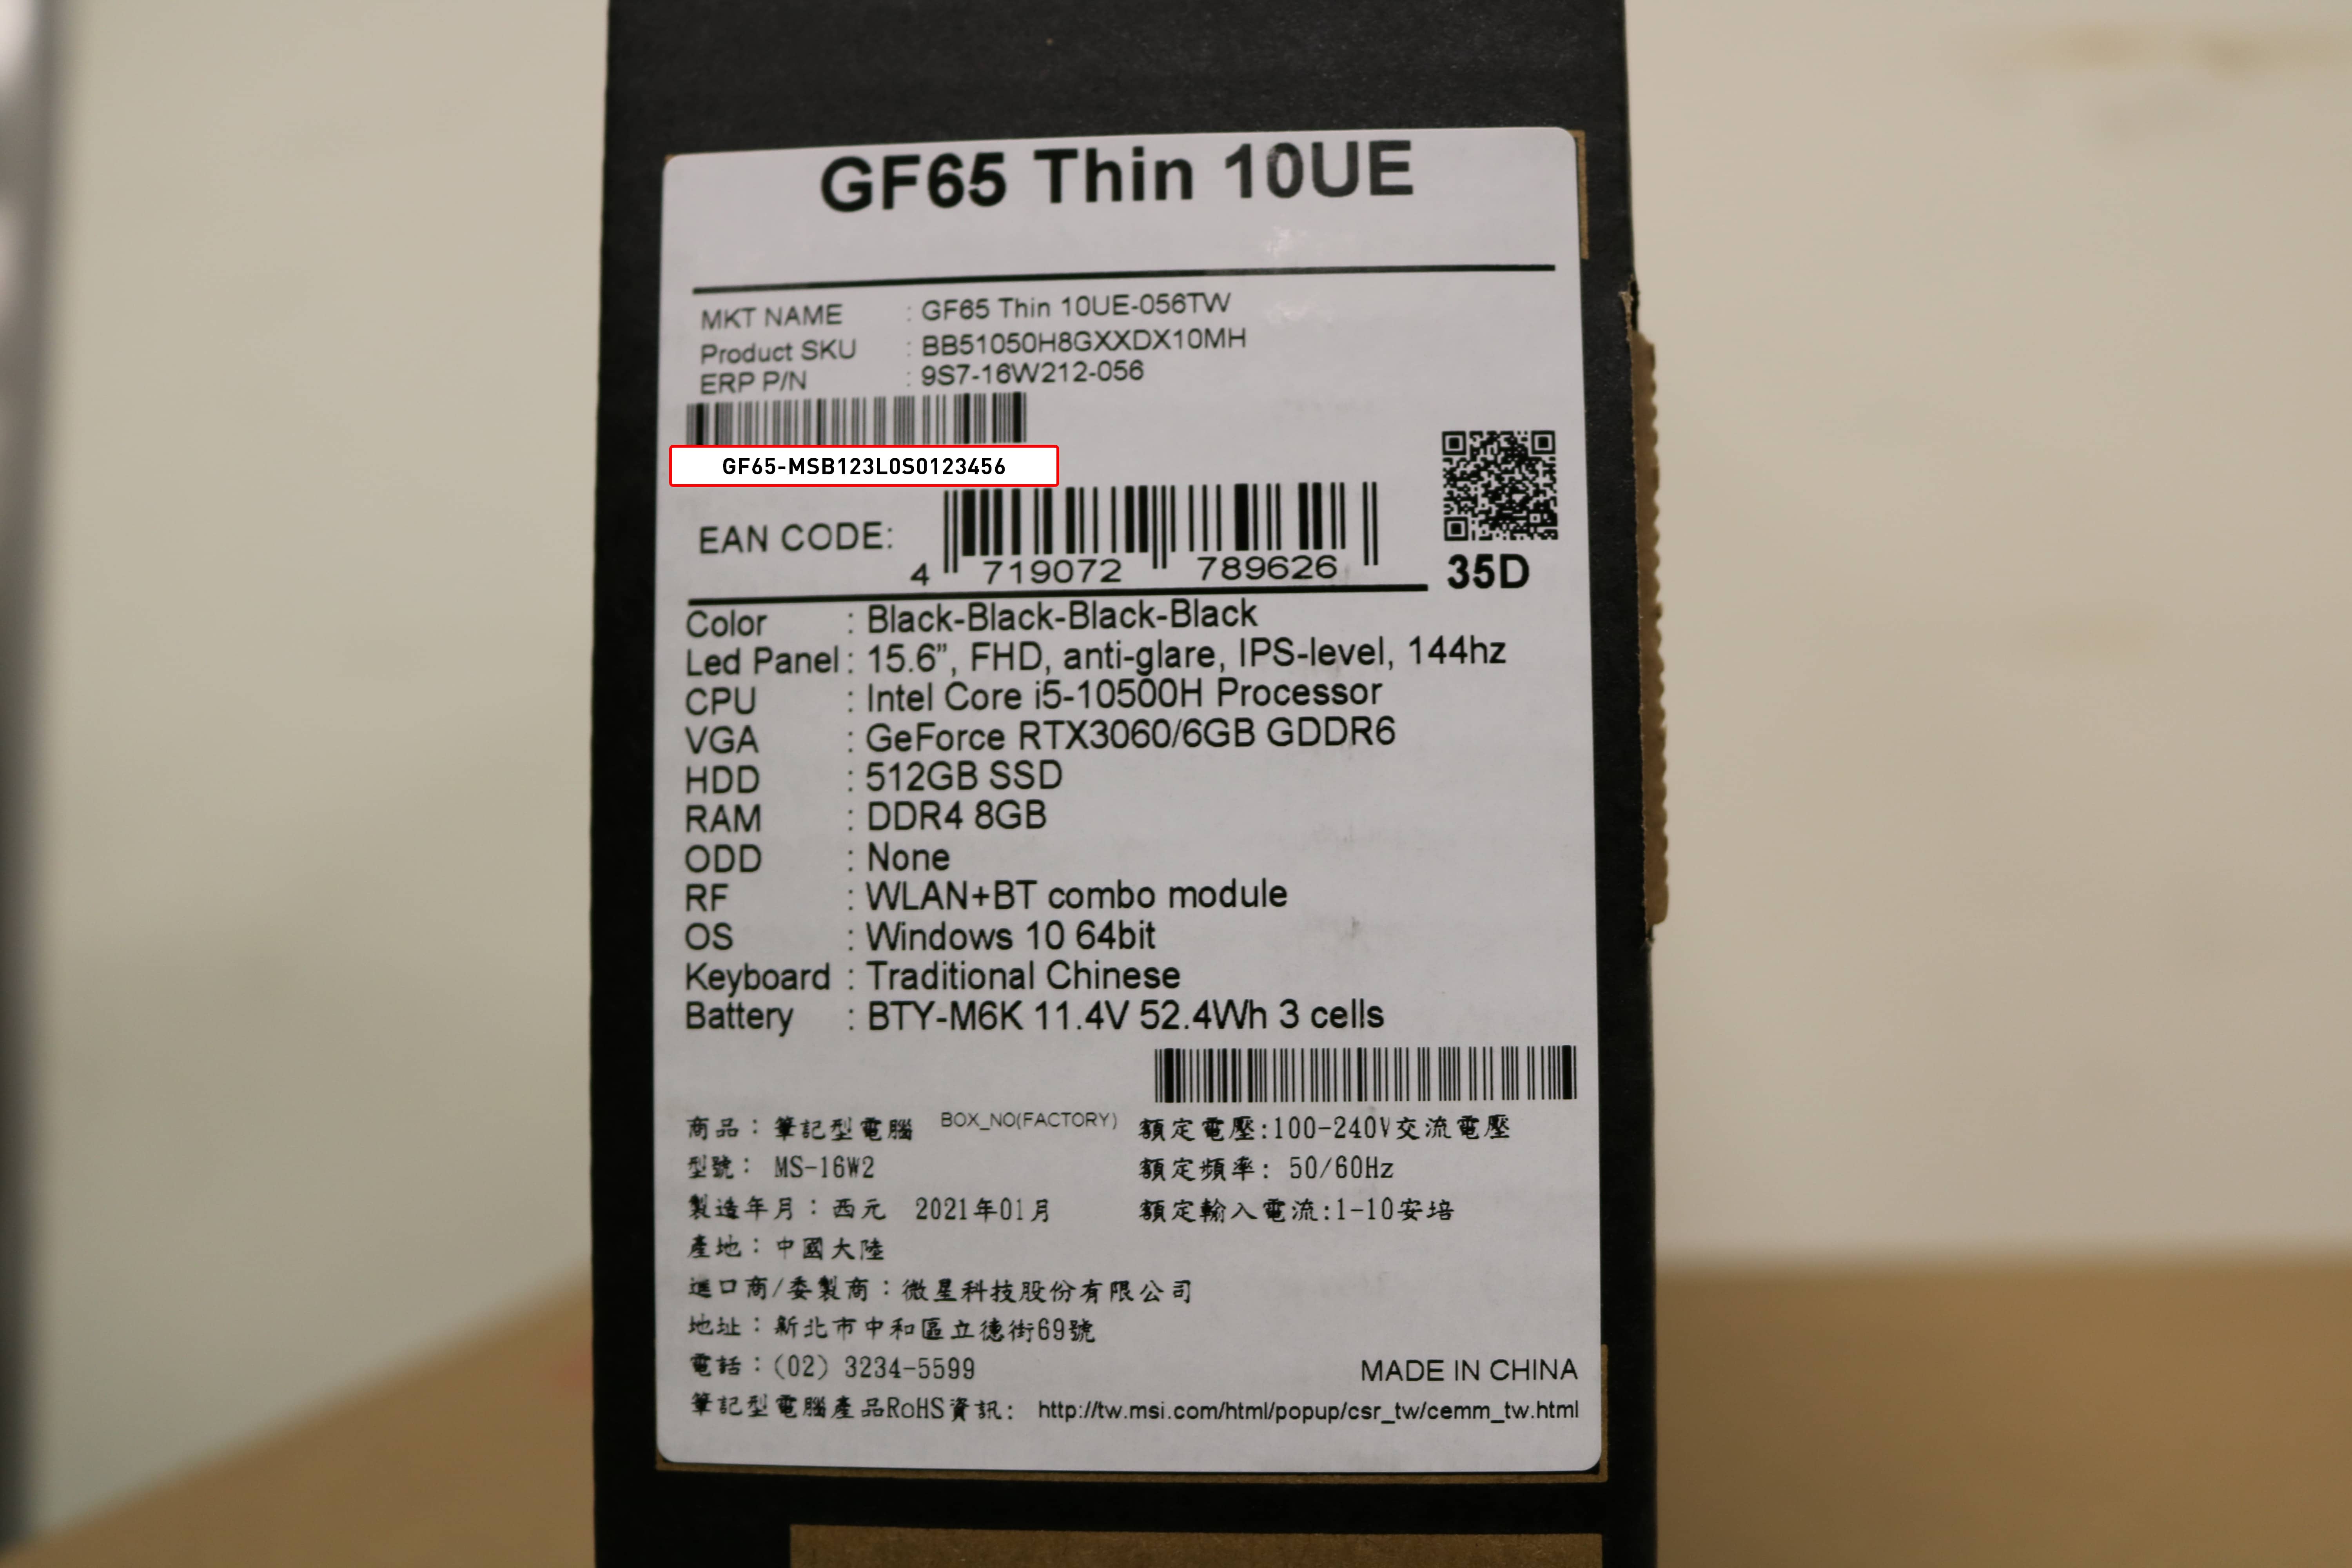 GF65 Thin 10UE
MKT NAME : GF65 Thin 10UE-056TW
Product SKU : BB51050H8GXXDX10MH
ERP P/N : 9S7-16W212-056
GF65-MSB123L0S0123456
EAN CODE: 4 719072 789626
35D
Color : Black-Black-Black-Black
Led Panel : 15.6”, FHD, anti-glare, IPS-level, 144hz
CPU : Intel Core i5-10500H Processor
VGA : GeForce RTX3060/6GB GDDR6
HDD : 512GB SSD
RAM : DDR4 8GB
ODD : None
RF : WLAN+BT combo module
OS : Windows 10 64bit
Keyboard : Traditional Chinese
Battery : BTY-M6K 11.4V 52.4Wh 3 cells
商品：筆記型電腦 BOX_NO(FACTORY) 額定電壓:100-240V交流電壓
型號： MS-16W2 額定頻率: 50/60Hz
製造年月：西元 2021年01月 額定輸入電流:1-10安培
產地：中國大陸
進口商/委製商：微星科技股份有限公司
地址：新北市中和區立德街69號
電話：(02) 3234-5599 MADE IN CHINA
筆記型電腦產品RoHS資訊: http://tw.msi.com/html/popup/csr_tw/cemm_tw.html